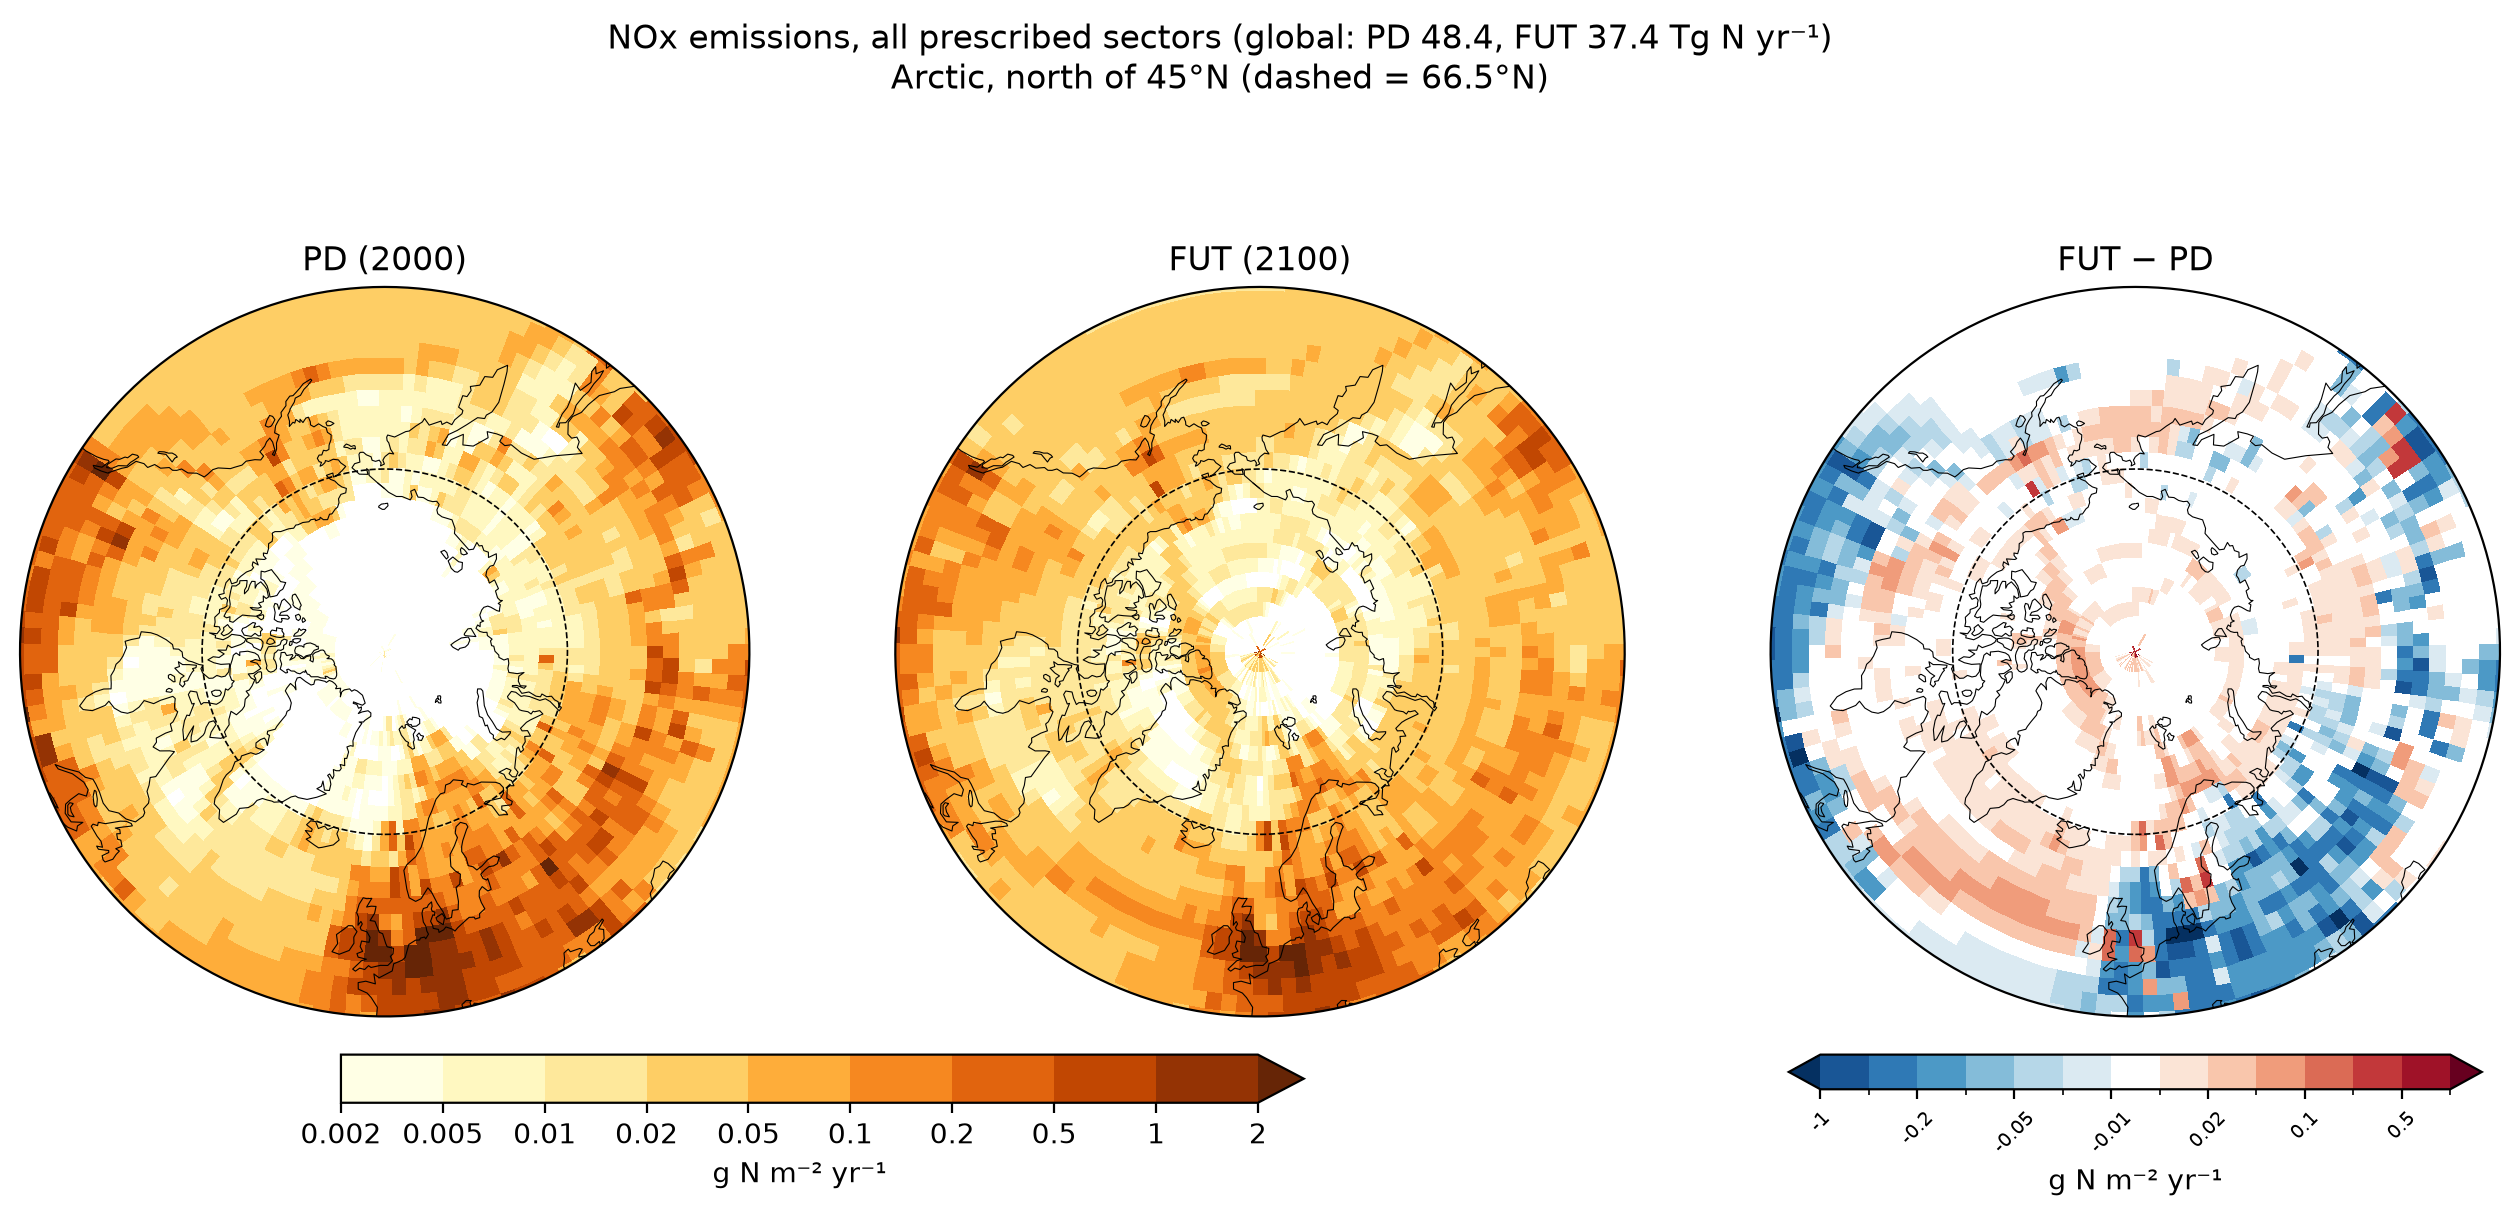 NOx emissions, all prescribed sectors (global: PD 48.4, FUT 37.4 Tg N yr⁻¹)
Arctic, north of 45°N (dashed = 66.5°N)
PD (2000)
FUT (2100)
FUT − PD
0.002 0.005 0.01 0.02 0.05 0.1 0.2 0.5 1 2
g N m⁻² yr⁻¹
-1 -0.2 -0.05 -0.01 0.02 0.1 0.5
g N m⁻² yr⁻¹